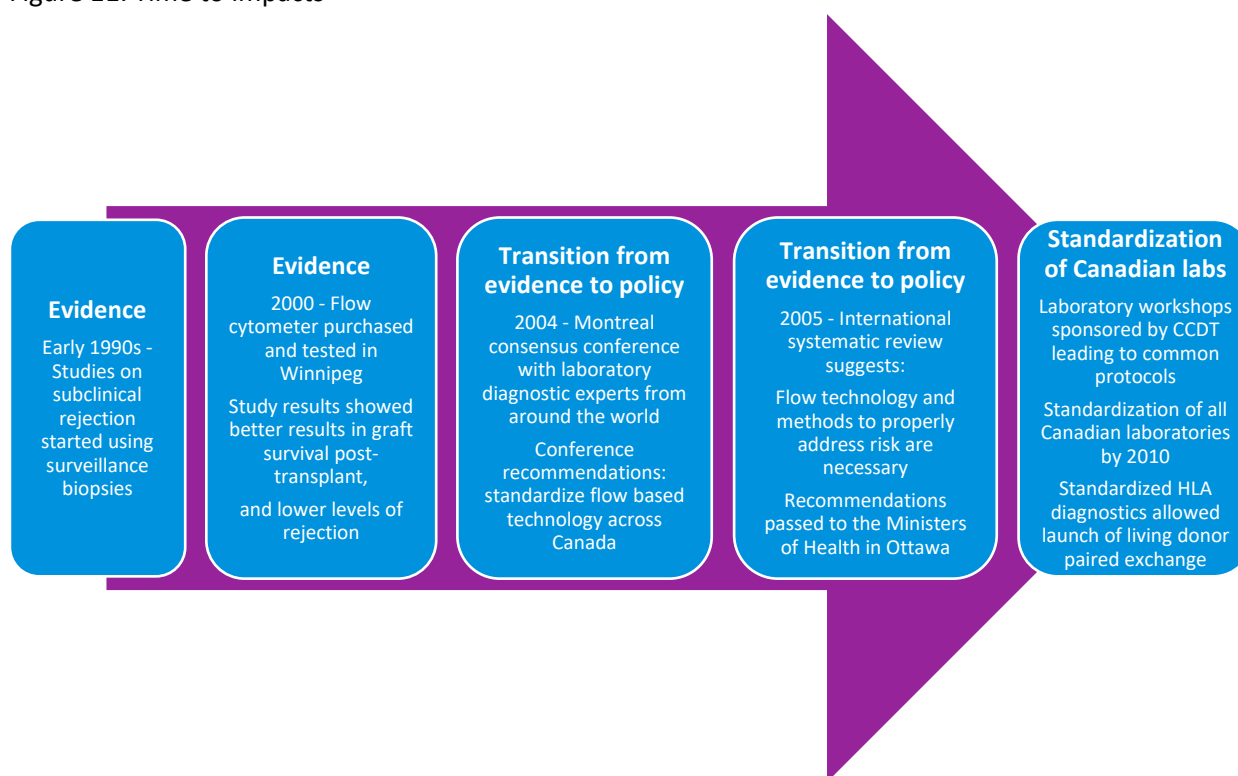 Evidence
Early 1990s -
Studies on
subclinical
rejection
started using
surveillance
biopsies
Evidence
2000 - Flow
cytometer purchased
and tested in
Winnipeg
Study results showed
better results in graft
survival post-
transplant,
and lower levels of
rejection
Transition from
evidence to policy
2004 - Montreal
consensus conference
with laboratory
diagnostic experts from
around the world
Conference
recommendations:
standardize flow based
technology across
Canada
Transition from
evidence to policy
2005 - International
systematic review
suggests:
Flow technology and
methods to properly
address risk are
necessary
Recommendations
passed to the Ministers
of Health in Ottawa
Standardization
of Canadian labs
Laboratory workshops
sponsored by CCDT
leading to common
protocols
Standardization of all
Canadian laboratories
by 2010
Standardized HLA
diagnostics allowed
launch of living donor
paired exchange